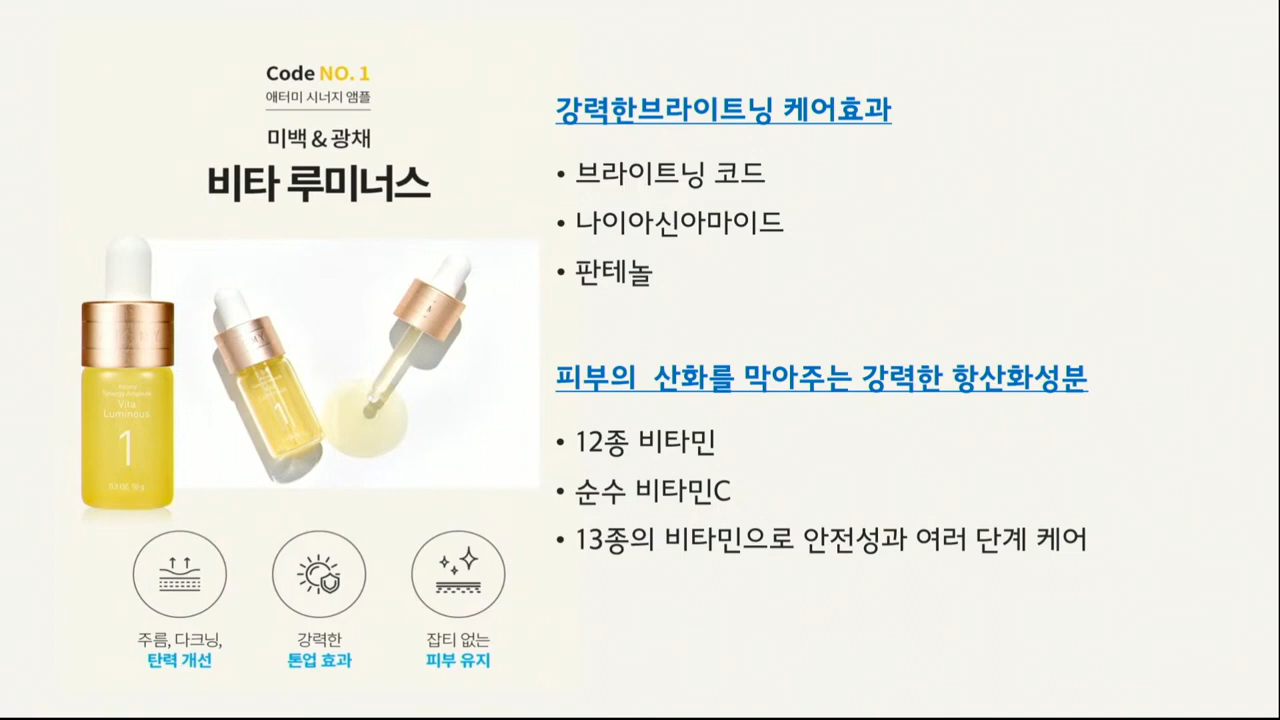 Code NO. 1
애터미 시너지 앰플
미백 & 광채
비타 루미너스
Vita
Luminous
1
1
주름, 다크닝,
탄력 개선
강력한
톤업 효과
잡티 없는
피부 유지
강력한브라이트닝 케어효과
• 브라이트닝 코드
• 나이아신아마이드
• 판테놀
피부의 산화를 막아주는 강력한 항산화성분
• 12종 비타민
• 순수 비타민C
• 13종의 비타민으로 안전성과 여러 단계 케어